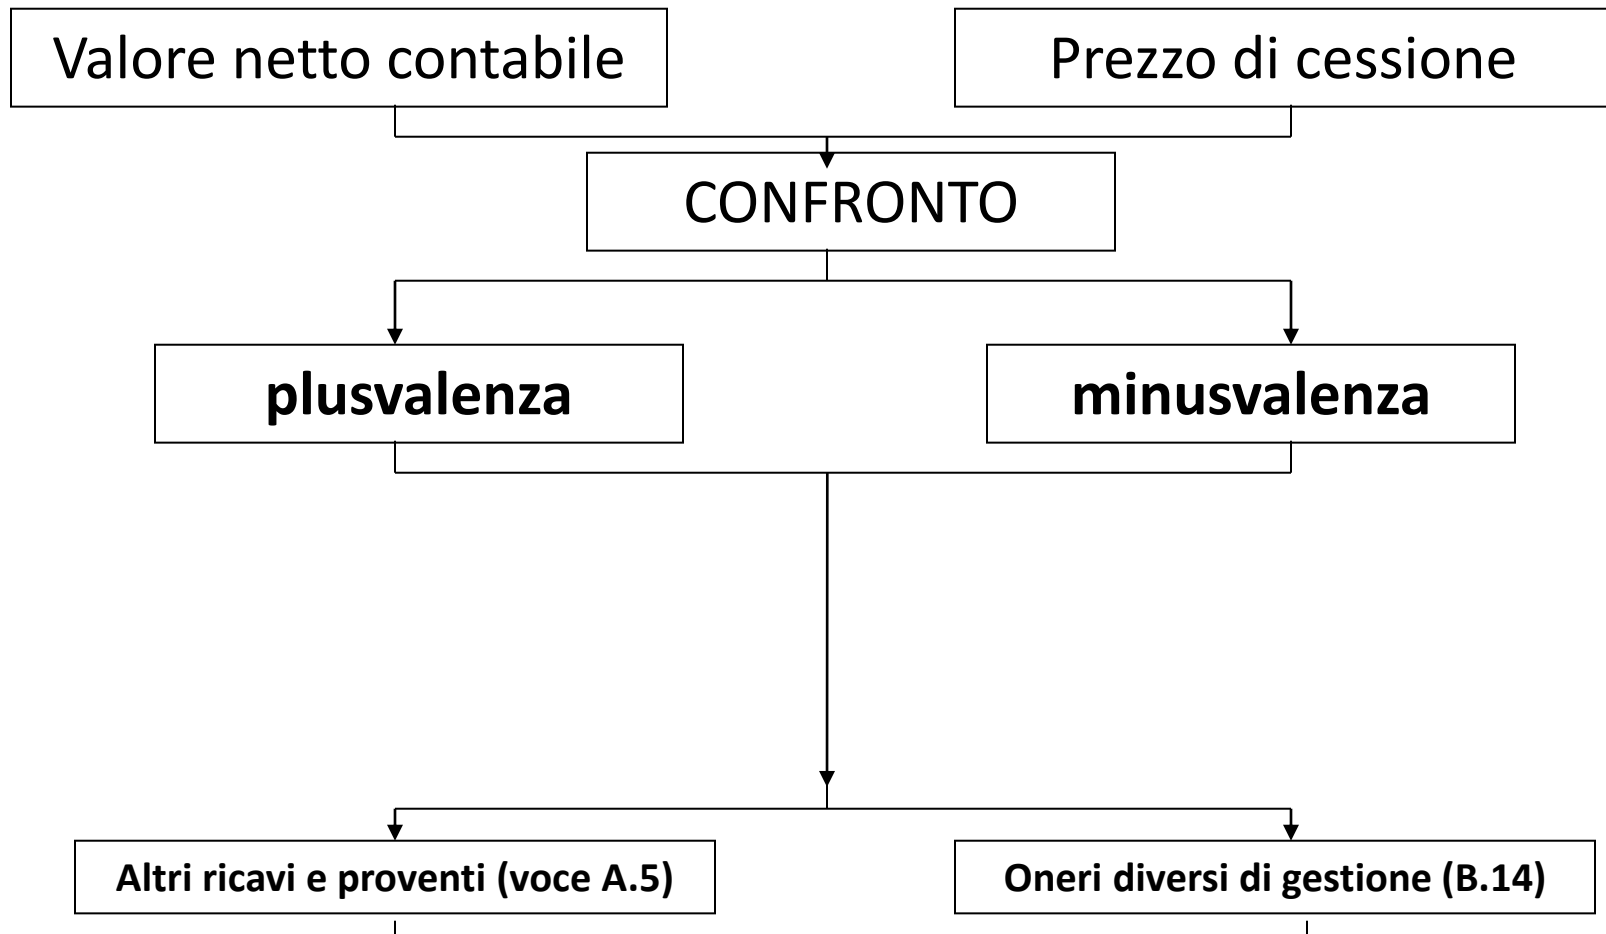 Valore netto contabile
Prezzo di cessione
CONFRONTO
plusvalenza
minusvalenza
Altri ricavi e proventi (voce A.5)
Oneri diversi di gestione (B.14)